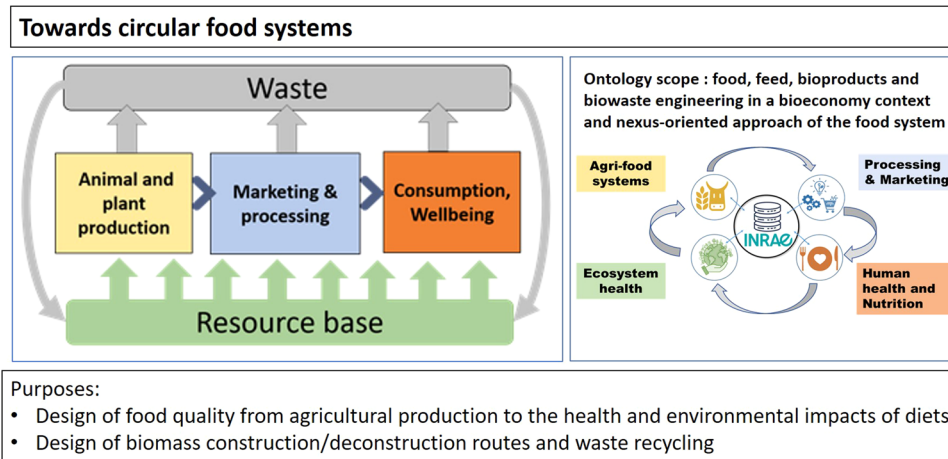 Towards circular food systems
Waste
Animal and
plant
production
Marketing &
processing
Consumption,
Wellbeing
Resource base
Ontology scope : food, feed, bioproducts and
biowaste engineering in a bioeconomy context
and nexus-oriented approach of the food system
Agri-food
systems
Processing
& Marketing
INRAE
Ecosystem
health
Human
health and
Nutrition
Purposes:
• Design of food quality from agricultural production to the health and environmental impacts of diets
• Design of biomass construction/deconstruction routes and waste recycling